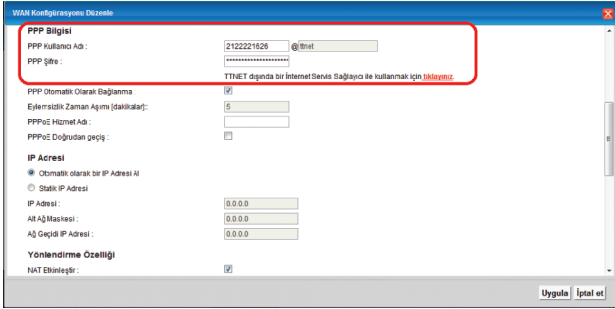 WAN Konfigürasyonu Düzenle
PPP Bilgisi
PPP Kullanıcı Adı : 2122221626 @ttnet
PPP Şifre : ********************
TTNET dışında bir İnternet Servis Sağlayıcı ile kullanmak için tıklayınız.
PPP Otomatik Olarak Bağlanma
Eylemsizlik Zaman Aşımı [dakikalar]: 5
PPPoE Hizmet Adı :
PPPoE Doğrudan geçiş :
IP Adresi
Otomatik olarak bir IP Adresi Al
Statik IP Adresi
IP Adresi : 0.0.0.0
Alt Ağ Maskesi : 0.0.0.0
Ağ Geçidi IP Adresi : 0.0.0.0
Yönlendirme Özelliği
NAT Etkinleştir :
Uygula İptal et